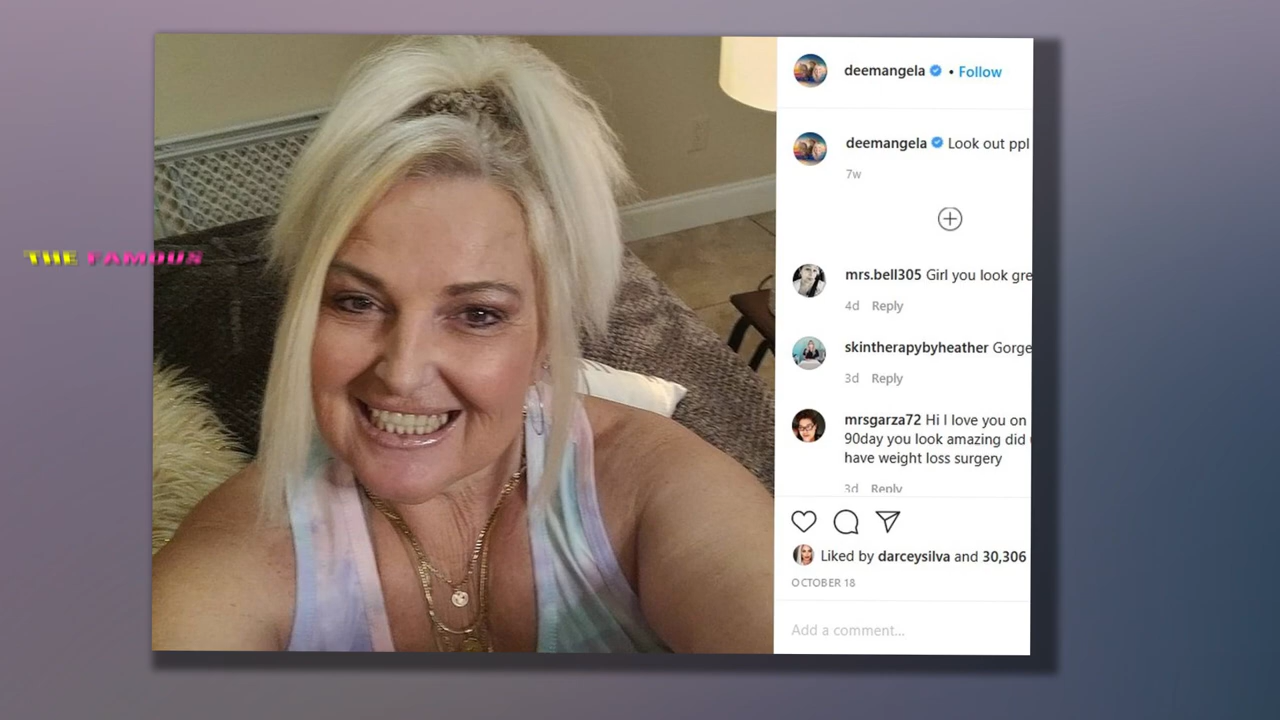 THE FAMOUS
deemangela • Follow
deemangela Look out ppl
7w
mrs.bell305 Girl you look gre
4d Reply
skintherapybyheather Gorge
3d Reply
mrsgarza72 Hi I love you on
90day you look amazing did
have weight loss surgery
3d Reply
Liked by darceysilva and 30,306
OCTOBER 18
Add a comment...